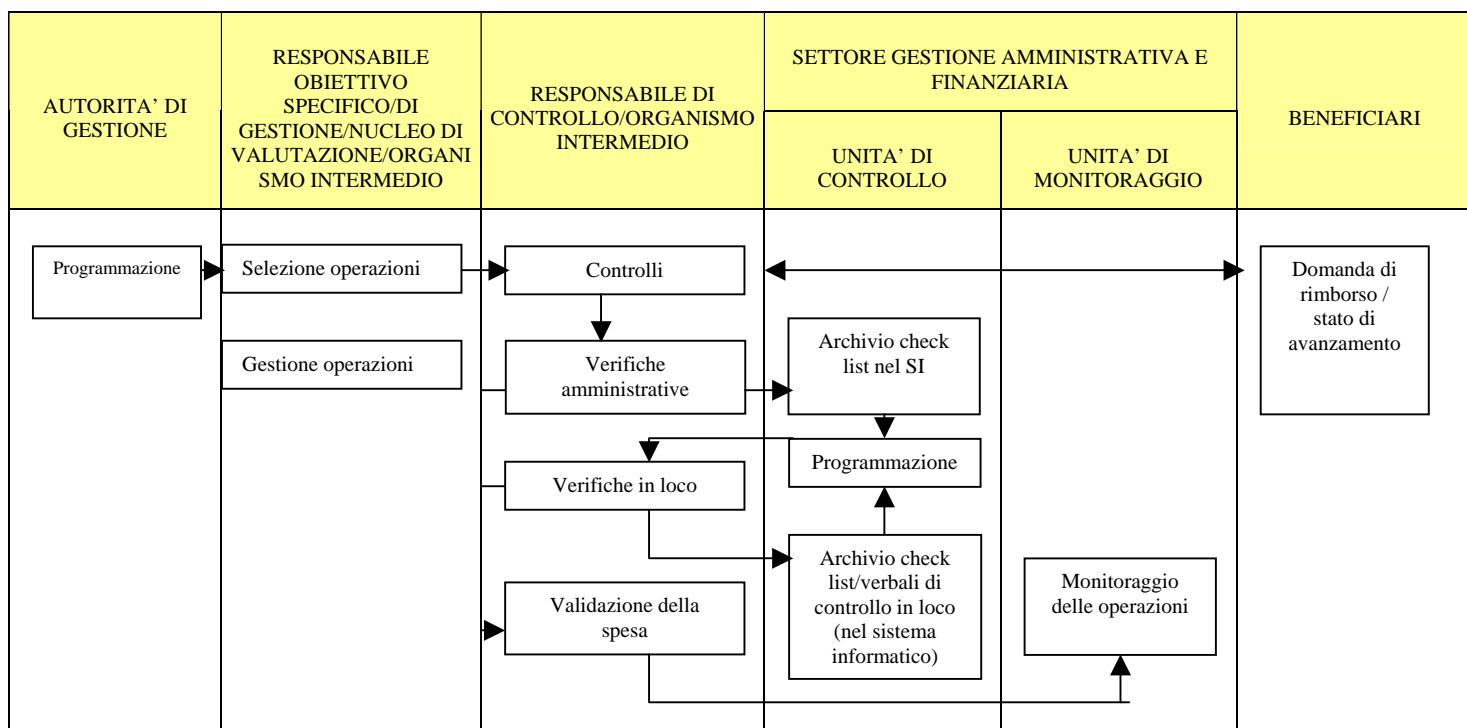 AUTORITA’ DI
GESTIONE
RESPONSABILE
OBIETTIVO
SPECIFICO/DI
GESTIONE/NUCLEO DI
VALUTAZIONE/ORGANI
SMO INTERMEDIO
RESPONSABILE DI
CONTROLLO/ORGANISMO
INTERMEDIO
SETTORE GESTIONE AMMINISTRATIVA E
FINANZIARIA
UNITA’ DI
CONTROLLO
UNITA’ DI
MONITORAGGIO
BENEFICIARI
Programmazione
Selezione operazioni
Controlli
Domanda di
rimborso /
stato di
avanzamento
Gestione operazioni
Verifiche
amministrative
Archivio check
list nel SI
Programmazione
Verifiche in loco
Archivio check
list/verbali di
controllo in loco
(nel sistema
informatico)
Monitoraggio
delle operazioni
Validazione della
spesa